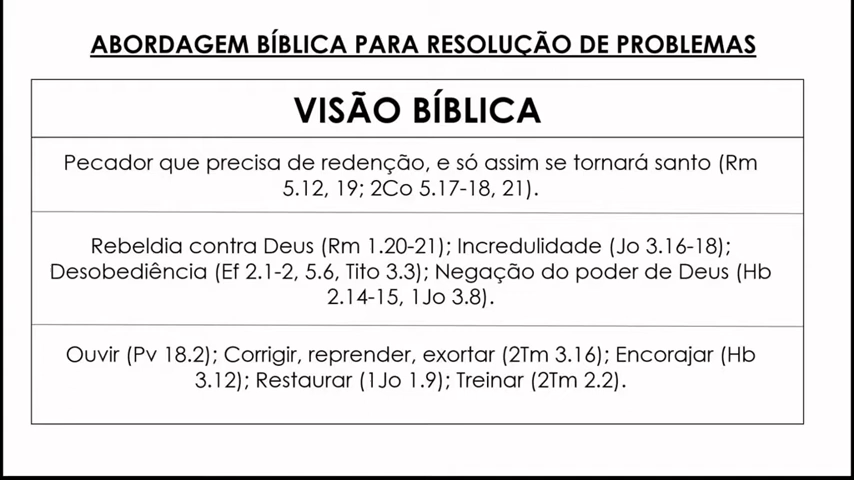 ABORDAGEM BÍBLICA PARA RESOLUÇÃO DE PROBLEMAS
VISÃO BÍBLICA
Pecador que precisa de redenção, e só assim se tornará santo (Rm
5.12, 19; 2Co 5.17-18, 21).
Rebeldia contra Deus (Rm 1.20-21); Incredulidade (Jo 3.16-18);
Desobediência (Ef 2.1-2, 5.6, Tito 3.3); Negação do poder de Deus (Hb
2.14-15, 1Jo 3.8).
Ouvir (Pv 18.2); Corrigir, reprender, exortar (2Tm 3.16); Encorajar (Hb
3.12); Restaurar (1Jo 1.9); Treinar (2Tm 2.2).